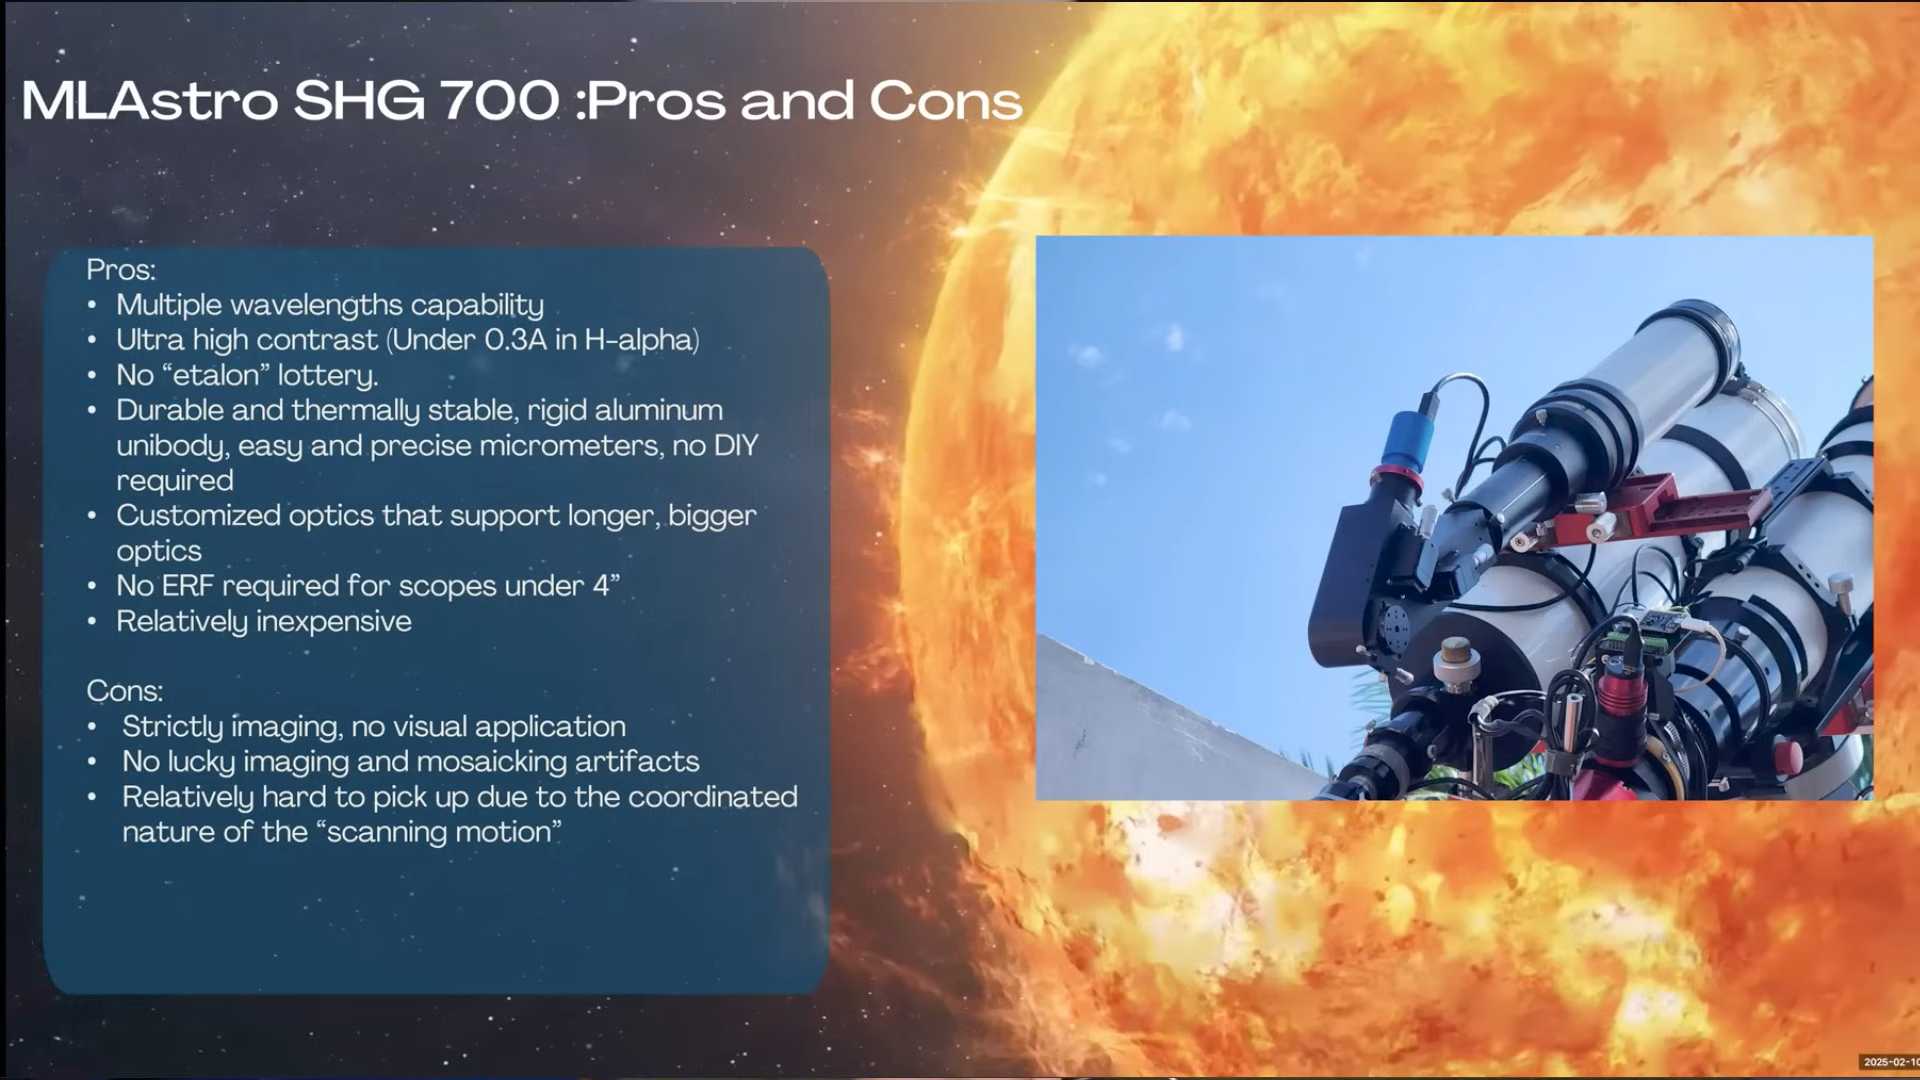 MLAstro SHG 700 :Pros and Cons
Pros:
• Multiple wavelengths capability
• Ultra high contrast (Under 0.3A in H-alpha)
• No “etalon” lottery.
• Durable and thermally stable, rigid aluminum
unibody, easy and precise micrometers, no DIY
required
• Customized optics that support longer, bigger
optics
• No ERF required for scopes under 4”
• Relatively inexpensive
Cons:
• Strictly imaging, no visual application
• No lucky imaging and mosaicking artifacts
• Relatively hard to pick up due to the coordinated
nature of the “scanning motion”
2025-02-10